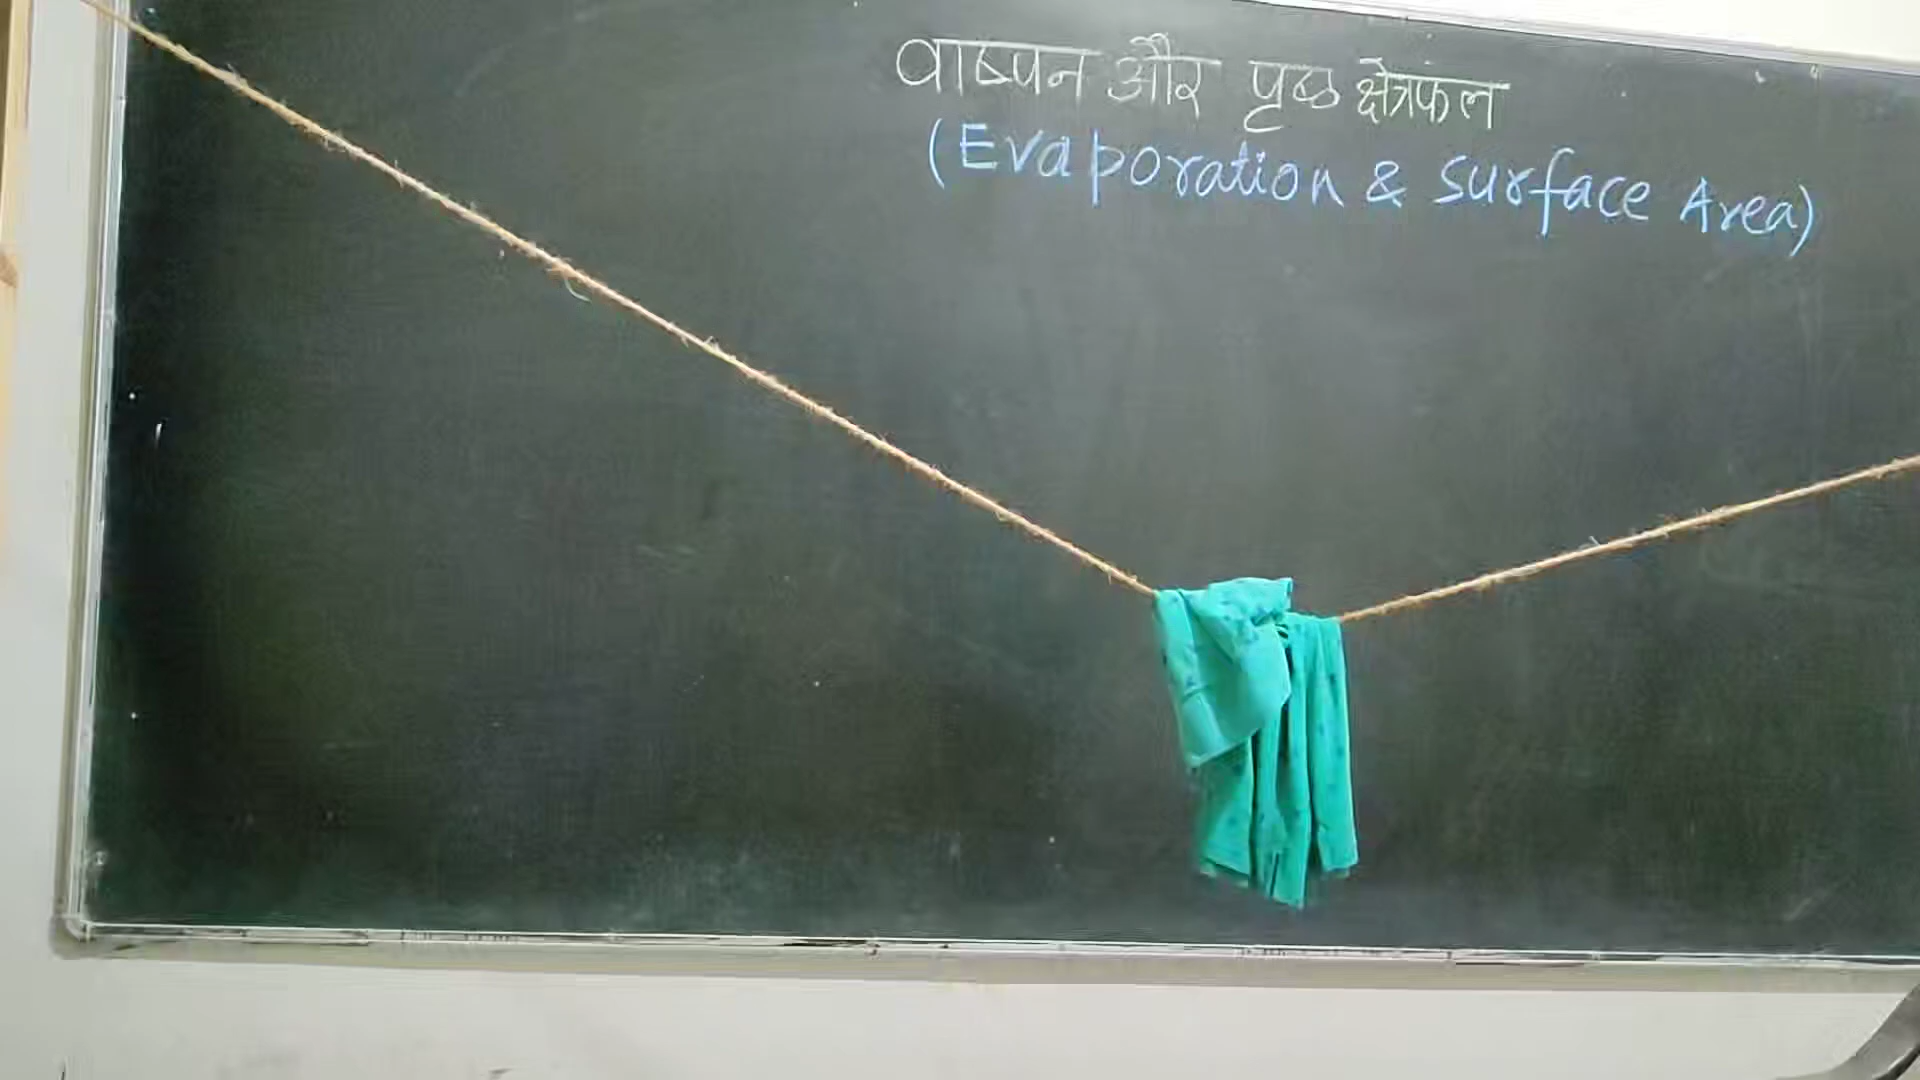 वाष्पन और पृष्ठ क्षेत्रफल
(Evaporation & Surface Area)